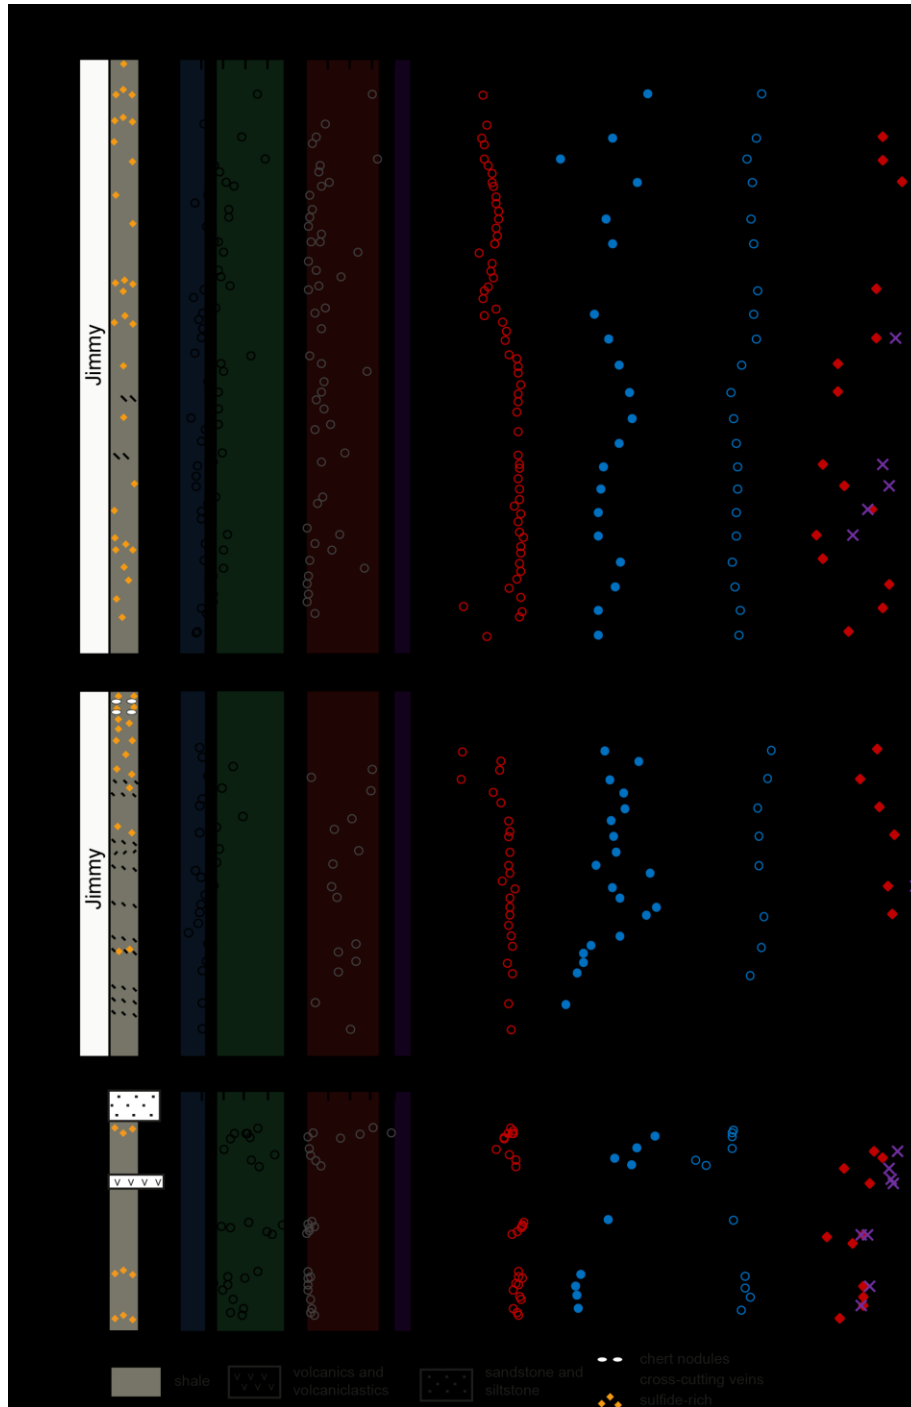 Jimmy
Jimmy
shale
volcanics and
volcaniclastics
sandstone and
siltstone
chert nodules
cross-cutting veins
sulfide-rich